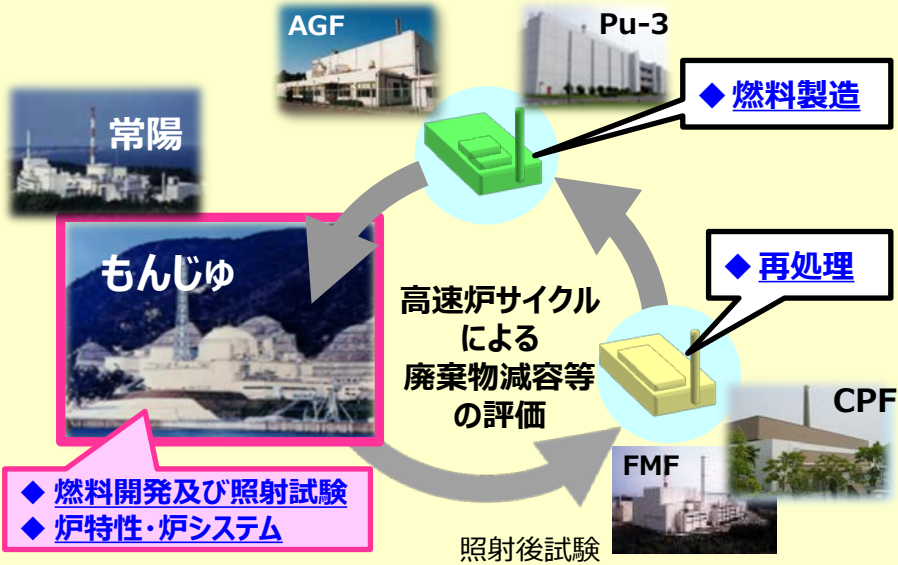 AGF
Pu-3
◆ 燃料製造
常陽
もんじゅ
◆ 再処理
高速炉サイクル
による
廃棄物減容等
の評価
CPF
FMF
◆ 燃料開発及び照射試験
◆ 炉特性・炉システム
照射後試験